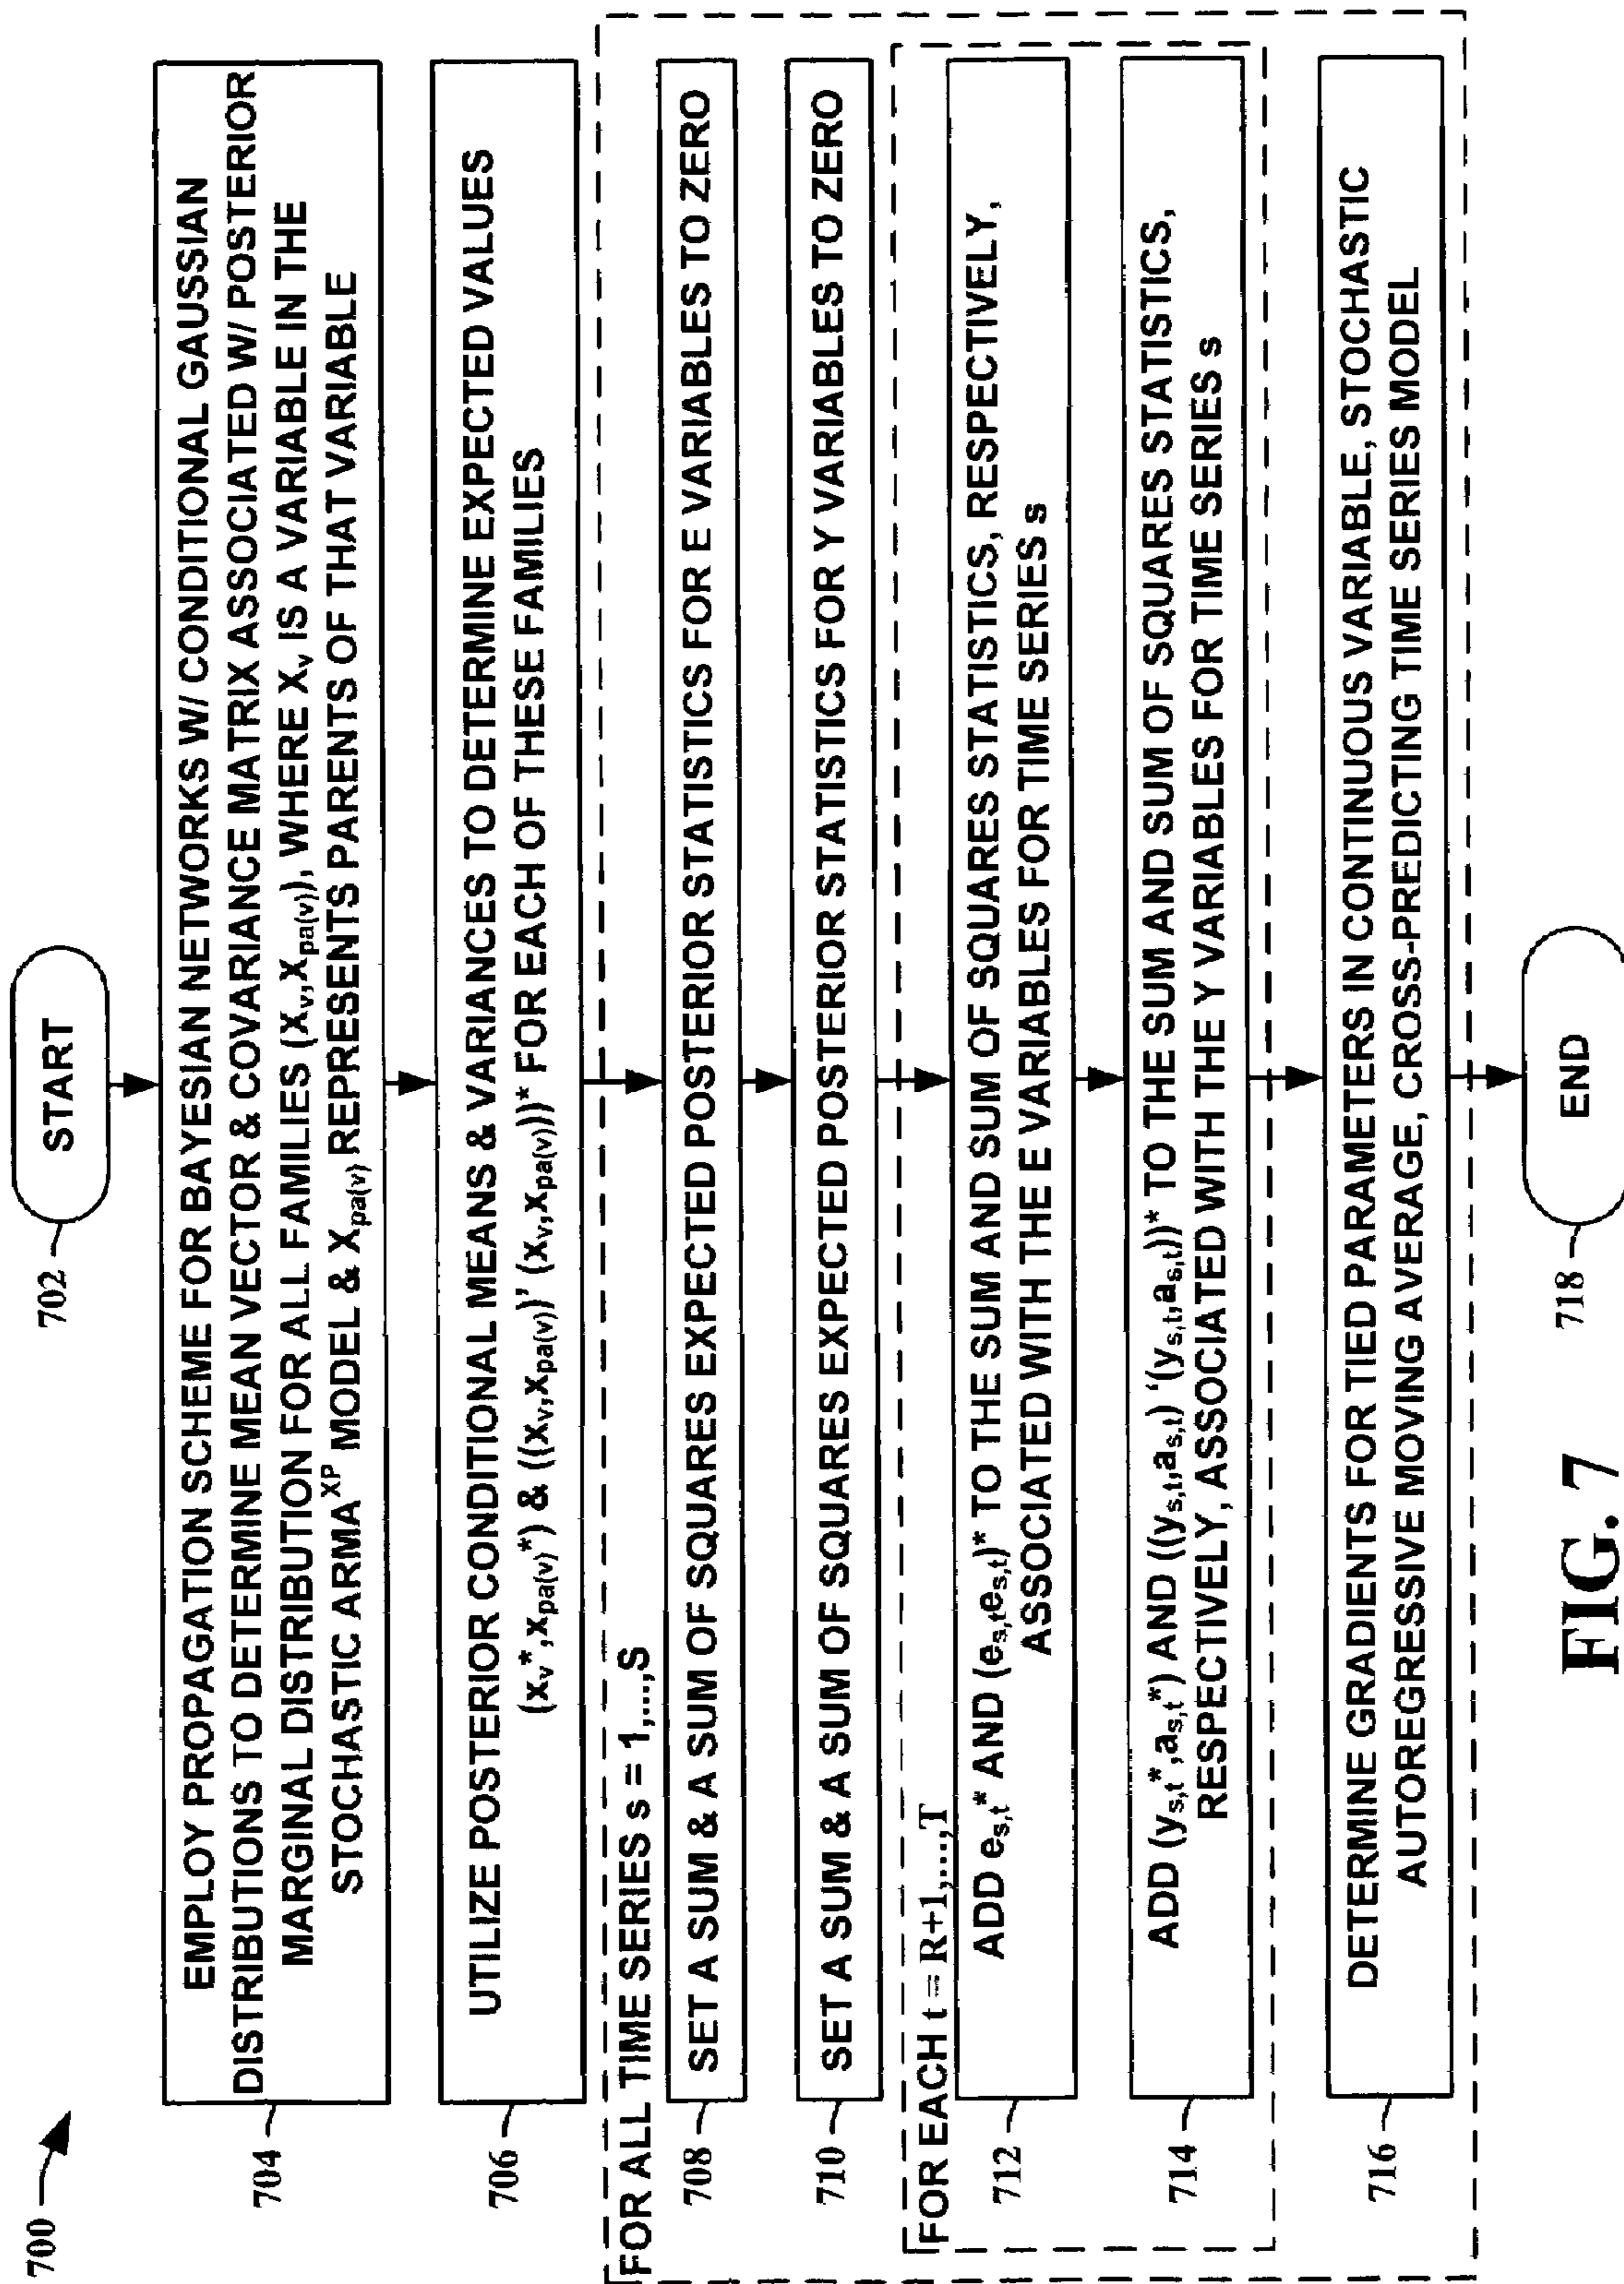 700
START
702
EMPLOY PROPAGATION SCHEME FOR BAYESIAN NETWORKS W/ CONDITIONAL GAUSSIAN
DISTRIBUTIONS TO DETERMINE MEAN VECTOR & COVARIANCE MATRIX ASSOCIATED W/ POSTERIOR
MARGINAL DISTRIBUTION FOR ALL FAMILIES (Xᵥ,X_pa(v)), WHERE Xᵥ IS A VARIABLE IN THE
STOCHASTIC ARMA^XP MODEL & X_pa(v) REPRESENTS PARENTS OF THAT VARIABLE
704
UTILIZE POSTERIOR CONDITIONAL MEANS & VARIANCES TO DETERMINE EXPECTED VALUES
(xᵥ*,x_pa(v)*) & ((xᵥ,x_pa(v))' (xᵥ,x_pa(v)))* FOR EACH OF THESE FAMILIES
706
FOR ALL TIME SERIES s = 1,...,S
SET A SUM & A SUM OF SQUARES EXPECTED POSTERIOR STATISTICS FOR E VARIABLES TO ZERO
708
SET A SUM & A SUM OF SQUARES EXPECTED POSTERIOR STATISTICS FOR Y VARIABLES TO ZERO
710
FOR EACH t = R+1,...,T
ADD e_s,t* AND (e_s,t e_s,t)* TO THE SUM AND SUM OF SQUARES STATISTICS, RESPECTIVELY,
ASSOCIATED WITH THE E VARIABLES FOR TIME SERIES s
712
ADD (y_s,t*,a_s,t*) AND ((y_s,t,a_s,t) '(y_s,t,a_s,t))* TO THE SUM AND SUM OF SQUARES STATISTICS,
RESPECTIVELY, ASSOCIATED WITH THE Y VARIABLES FOR TIME SERIES s
714
DETERMINE GRADIENTS FOR TIED PARAMETERS IN CONTINUOUS VARIABLE, STOCHASTIC
AUTOREGRESSIVE MOVING AVERAGE, CROSS-PREDICTING TIME SERIES MODEL
716
END
718
FIG. 7